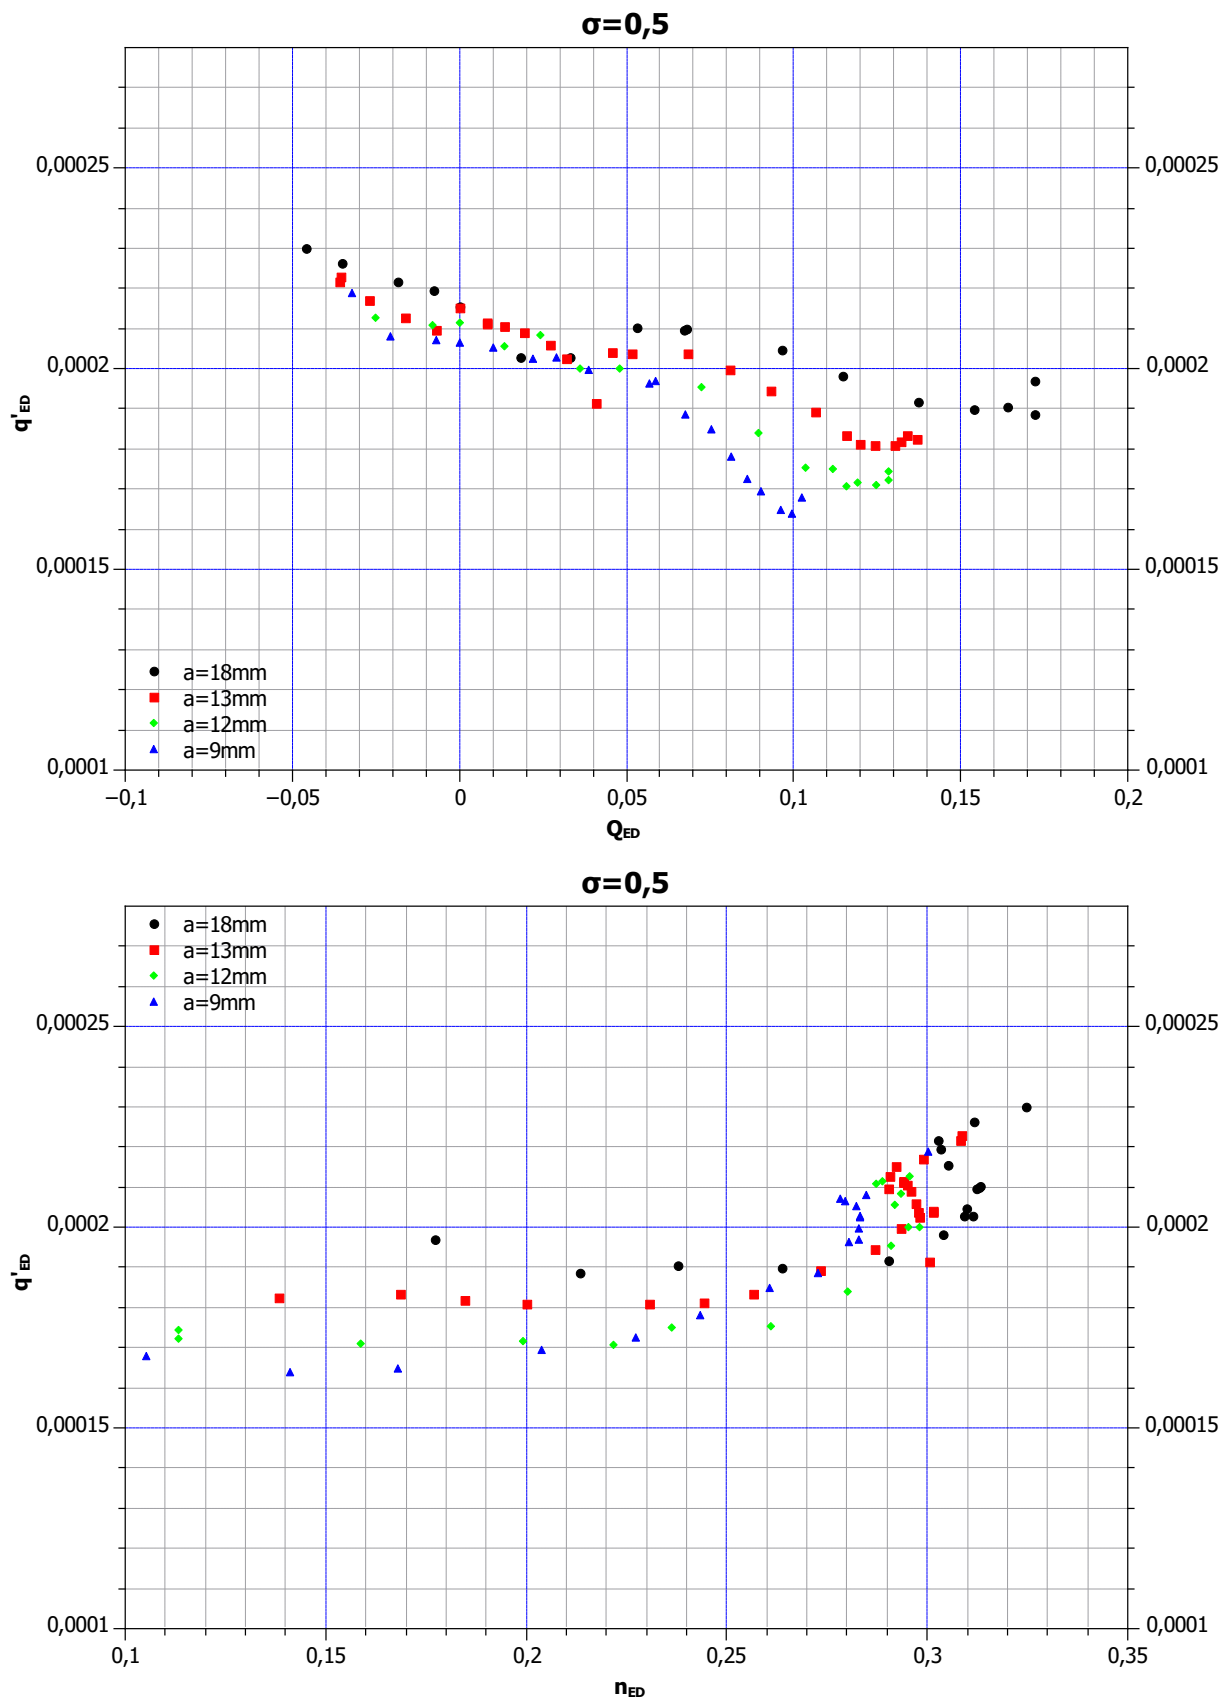 σ=0,5
0,00025 0,00025
0,0002 0,0002
q'ED
0,00015 0,00015
a=18mm
a=13mm
a=12mm
a=9mm
0,0001 0,0001
−0,1 −0,05 0 0,05 0,1 0,15 0,2
QED
σ=0,5
a=18mm
a=13mm
a=12mm
a=9mm
0,00025 0,00025
0,0002 0,0002
q'ED
0,00015 0,00015
0,0001 0,0001
0,1 0,15 0,2 0,25 0,3 0,35
nED